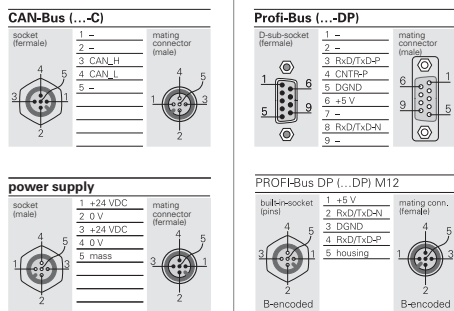 CAN-Bus (...-C)
socket
(fermale)
1 –
2 –
3 CAN_H
4 CAN_L
5 –
mating
connector
(male)
4
5
3
1
2
4
5
1
3
2
Profi-Bus (...-DP)
D-sub-socket
(fermale)
1 –
2 –
3 RxD/TxD-P
4 CNTR-P
5 DGND
6 +5 V
7 –
8 RxD/TxD-N
9 –
mating
connector
(male)
1
6
5
9
6
1
9
5
power supply
socket
(male)
1 +24 VDC
2 0 V
3 +24 VDC
4 0 V
5 mass
mating
connector
(fermale)
4
5
1
3
2
4
5
3
1
2
PROFI-Bus DP (...DP) M12
built-in-socket
(pins)
1 +5 V
2 RxD/TxD-N
3 DGND
4 RxD/TxD-P
5 housing
mating conn.
(female)
4
5
3
1
2
4
5
1
3
2
B-encoded
B-encoded